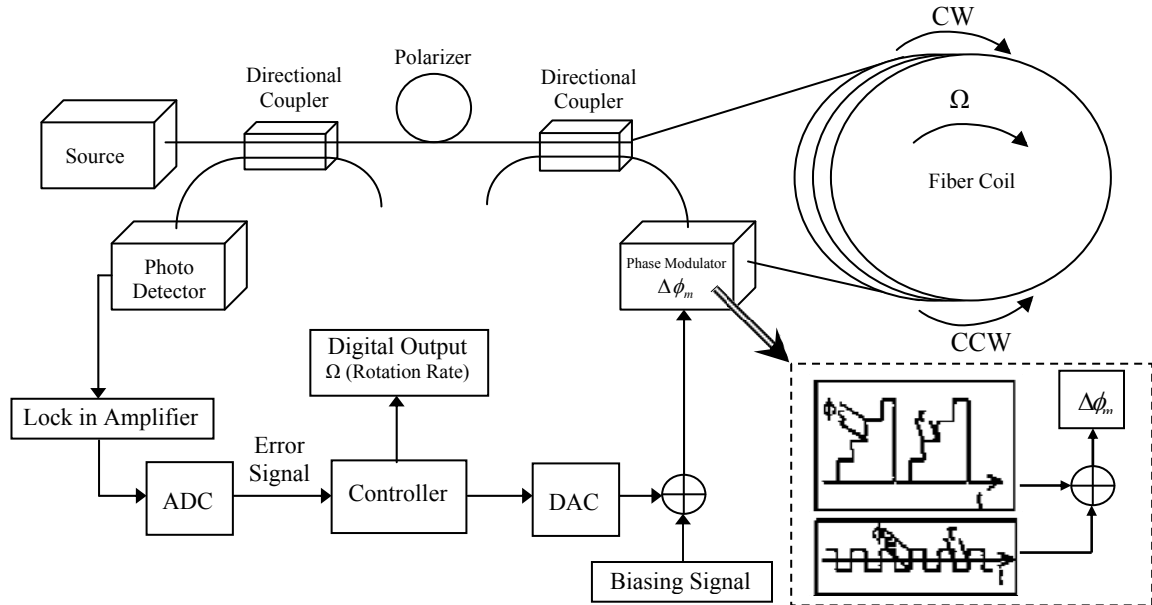 CW
Polarizer
Directional
Coupler
Directional
Coupler
Ω
Source
Fiber Coil
Photo
Detector
Phase Modulator
Δϕm
CCW
Digital Output
Ω (Rotation Rate)
Δϕm
Lock in Amplifier
Error
Signal
ADC
Controller
DAC
Biasing Signal